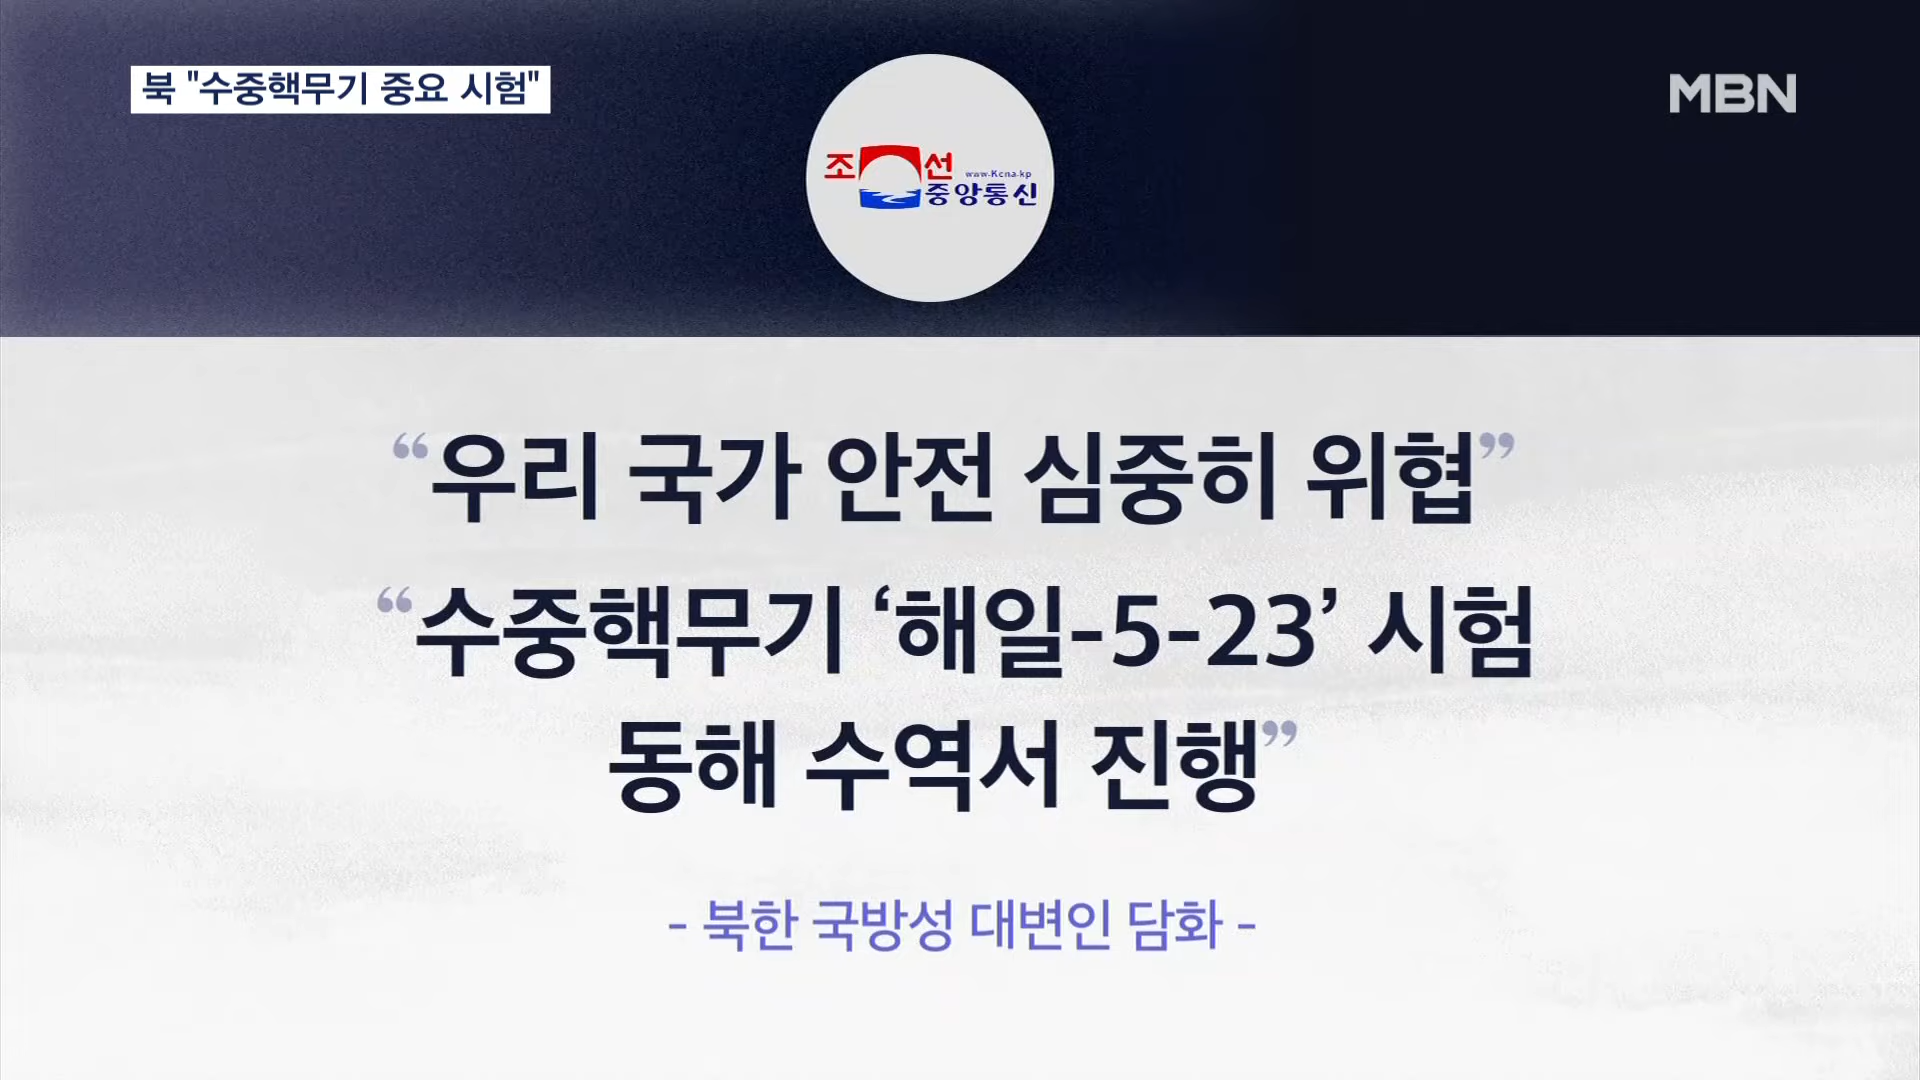 북 "수중핵무기 중요 시험"
MBN
조선
www.Kcna.kp
중앙통신
“우리 국가 안전 심중히 위협”
“수중핵무기 ‘해일-5-23’ 시험
동해 수역서 진행”
- 북한 국방성 대변인 담화 -